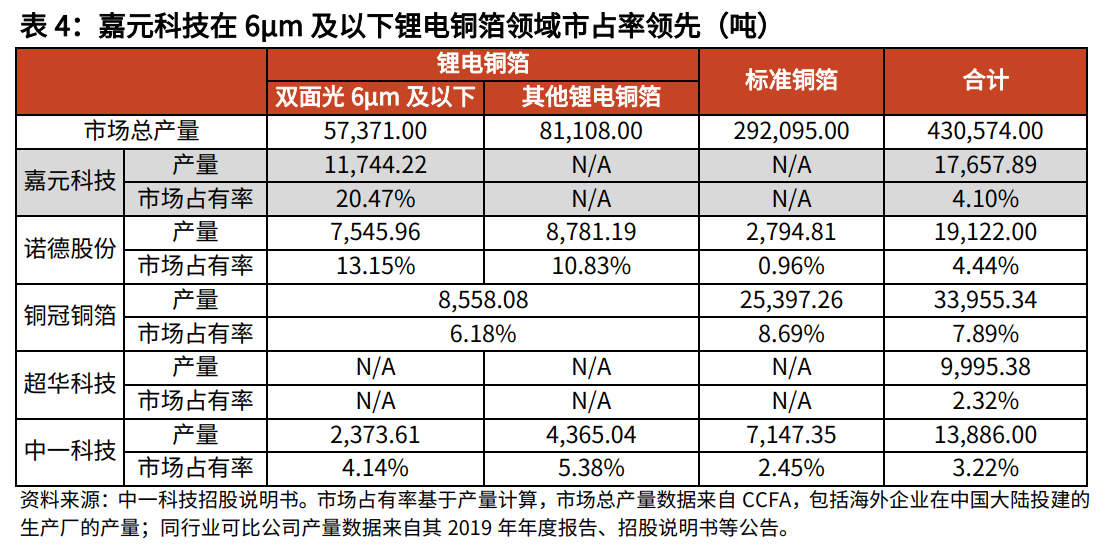 表 4：嘉元科技在 6μm 及以下锂电铜箔领域市占率领先（吨）
锂电铜箔 标准铜箔 合计
双面光 6μm 及以下 其他锂电铜箔
市场总产量 57,371.00 81,108.00 292,095.00 430,574.00
嘉元科技 产量 11,744.22 N/A N/A 17,657.89
市场占有率 20.47% N/A N/A 4.10%
诺德股份 产量 7,545.96 8,781.19 2,794.81 19,122.00
市场占有率 13.15% 10.83% 0.96% 4.44%
铜冠铜箔 产量 8,558.08 25,397.26 33,955.34
市场占有率 6.18% 8.69% 7.89%
超华科技 产量 N/A N/A N/A 9,995.38
市场占有率 N/A N/A N/A 2.32%
中一科技 产量 2,373.61 4,365.04 7,147.35 13,886.00
市场占有率 4.14% 5.38% 2.45% 3.22%
资料来源：中一科技招股说明书。市场占有率基于产量计算，市场总产量数据来自 CCFA，包括海外企业在中国大陆投建的
生产厂的产量；同行业可比公司产量数据来自其 2019 年年度报告、招股说明书等公告。